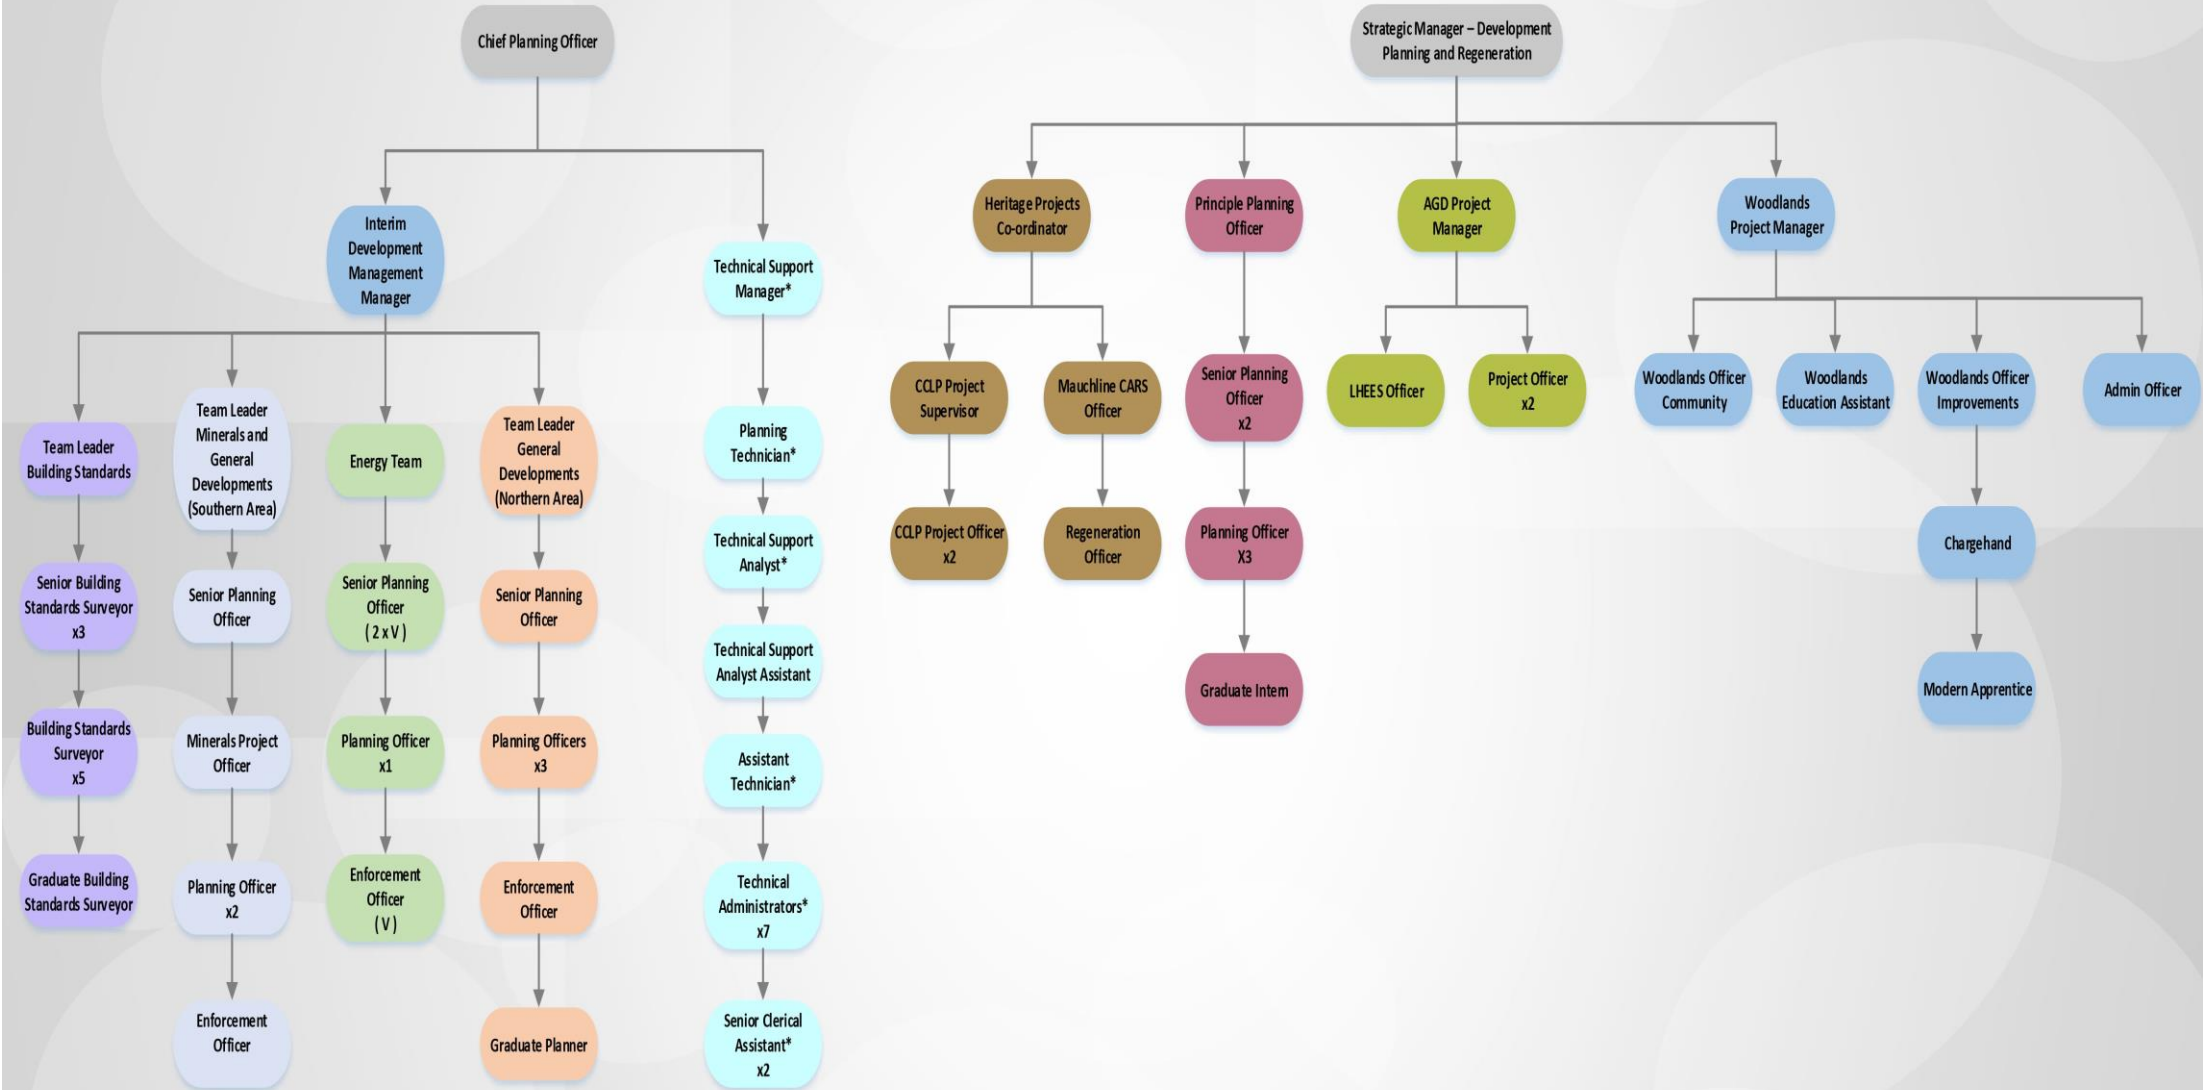 Chief Planning Officer
Strategic Manager – Development
Planning and Regeneration
Interim
Development
Management
Manager
Technical Support
Manager*
Heritage Projects
Co-ordinator
Principle Planning
Officer
AGD Project
Manager
Woodlands
Project Manager
Team Leader
Building Standards
Team Leader
Minerals and
General
Developments
(Southern Area)
Energy Team
Team Leader
General
Developments
(Northern Area)
Planning
Technician*
CCLP Project
Supervisor
Mauchline CARS
Officer
Senior Planning
Officer
x2
LHEES Officer
Project Officer
x2
Woodlands Officer
Community
Woodlands
Education Assistant
Woodlands Officer
Improvements
Admin Officer
Technical Support
Analyst*
CCLP Project Officer
x2
Regeneration
Officer
Planning Officer
X3
Chargehand
Senior Building
Standards Surveyor
x3
Senior Planning
Officer
Senior Planning
Officer
( 2 x V )
Senior Planning
Officer
Technical Support
Analyst Assistant
Graduate Intern
Modern Apprentice
Building Standards
Surveyor
x5
Minerals Project
Officer
Planning Officer
x1
Planning Officers
x3
Assistant
Technician*
Graduate Building
Standards Surveyor
Planning Officer
x2
Enforcement
Officer
( V )
Enforcement
Officer
Technical
Administrators*
x7
Enforcement
Officer
Graduate Planner
Senior Clerical
Assistant*
x2